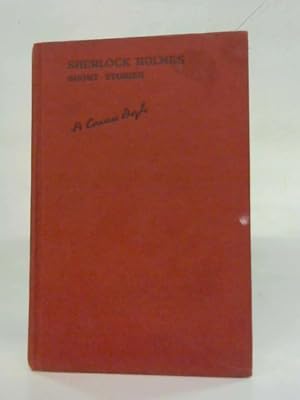 SHERLOCK HOLMES
SHORT STORIES
A Conan Doyle